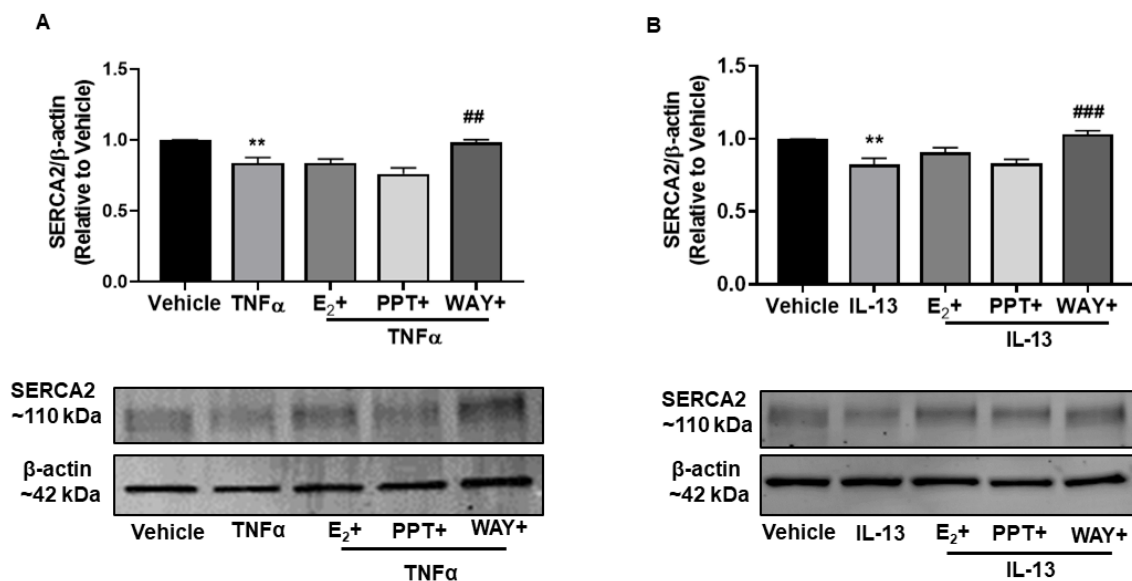 A
SERCA2/β-actin
(Relative to Vehicle)
1.5
1.0
0.5
0.0
**
##
Vehicle TNFα E₂+ PPT+ WAY+
TNFα
SERCA2
~110 kDa
β-actin
~42 kDa
Vehicle TNFα E₂+ PPT+ WAY+
TNFα
B
SERCA2/β-actin
(Relative to Vehicle)
1.5
1.0
0.5
0.0
**
###
Vehicle IL-13 E₂+ PPT+ WAY+
IL-13
SERCA2
~110 kDa
β-actin
~42 kDa
Vehicle IL-13 E₂+ PPT+ WAY+
IL-13